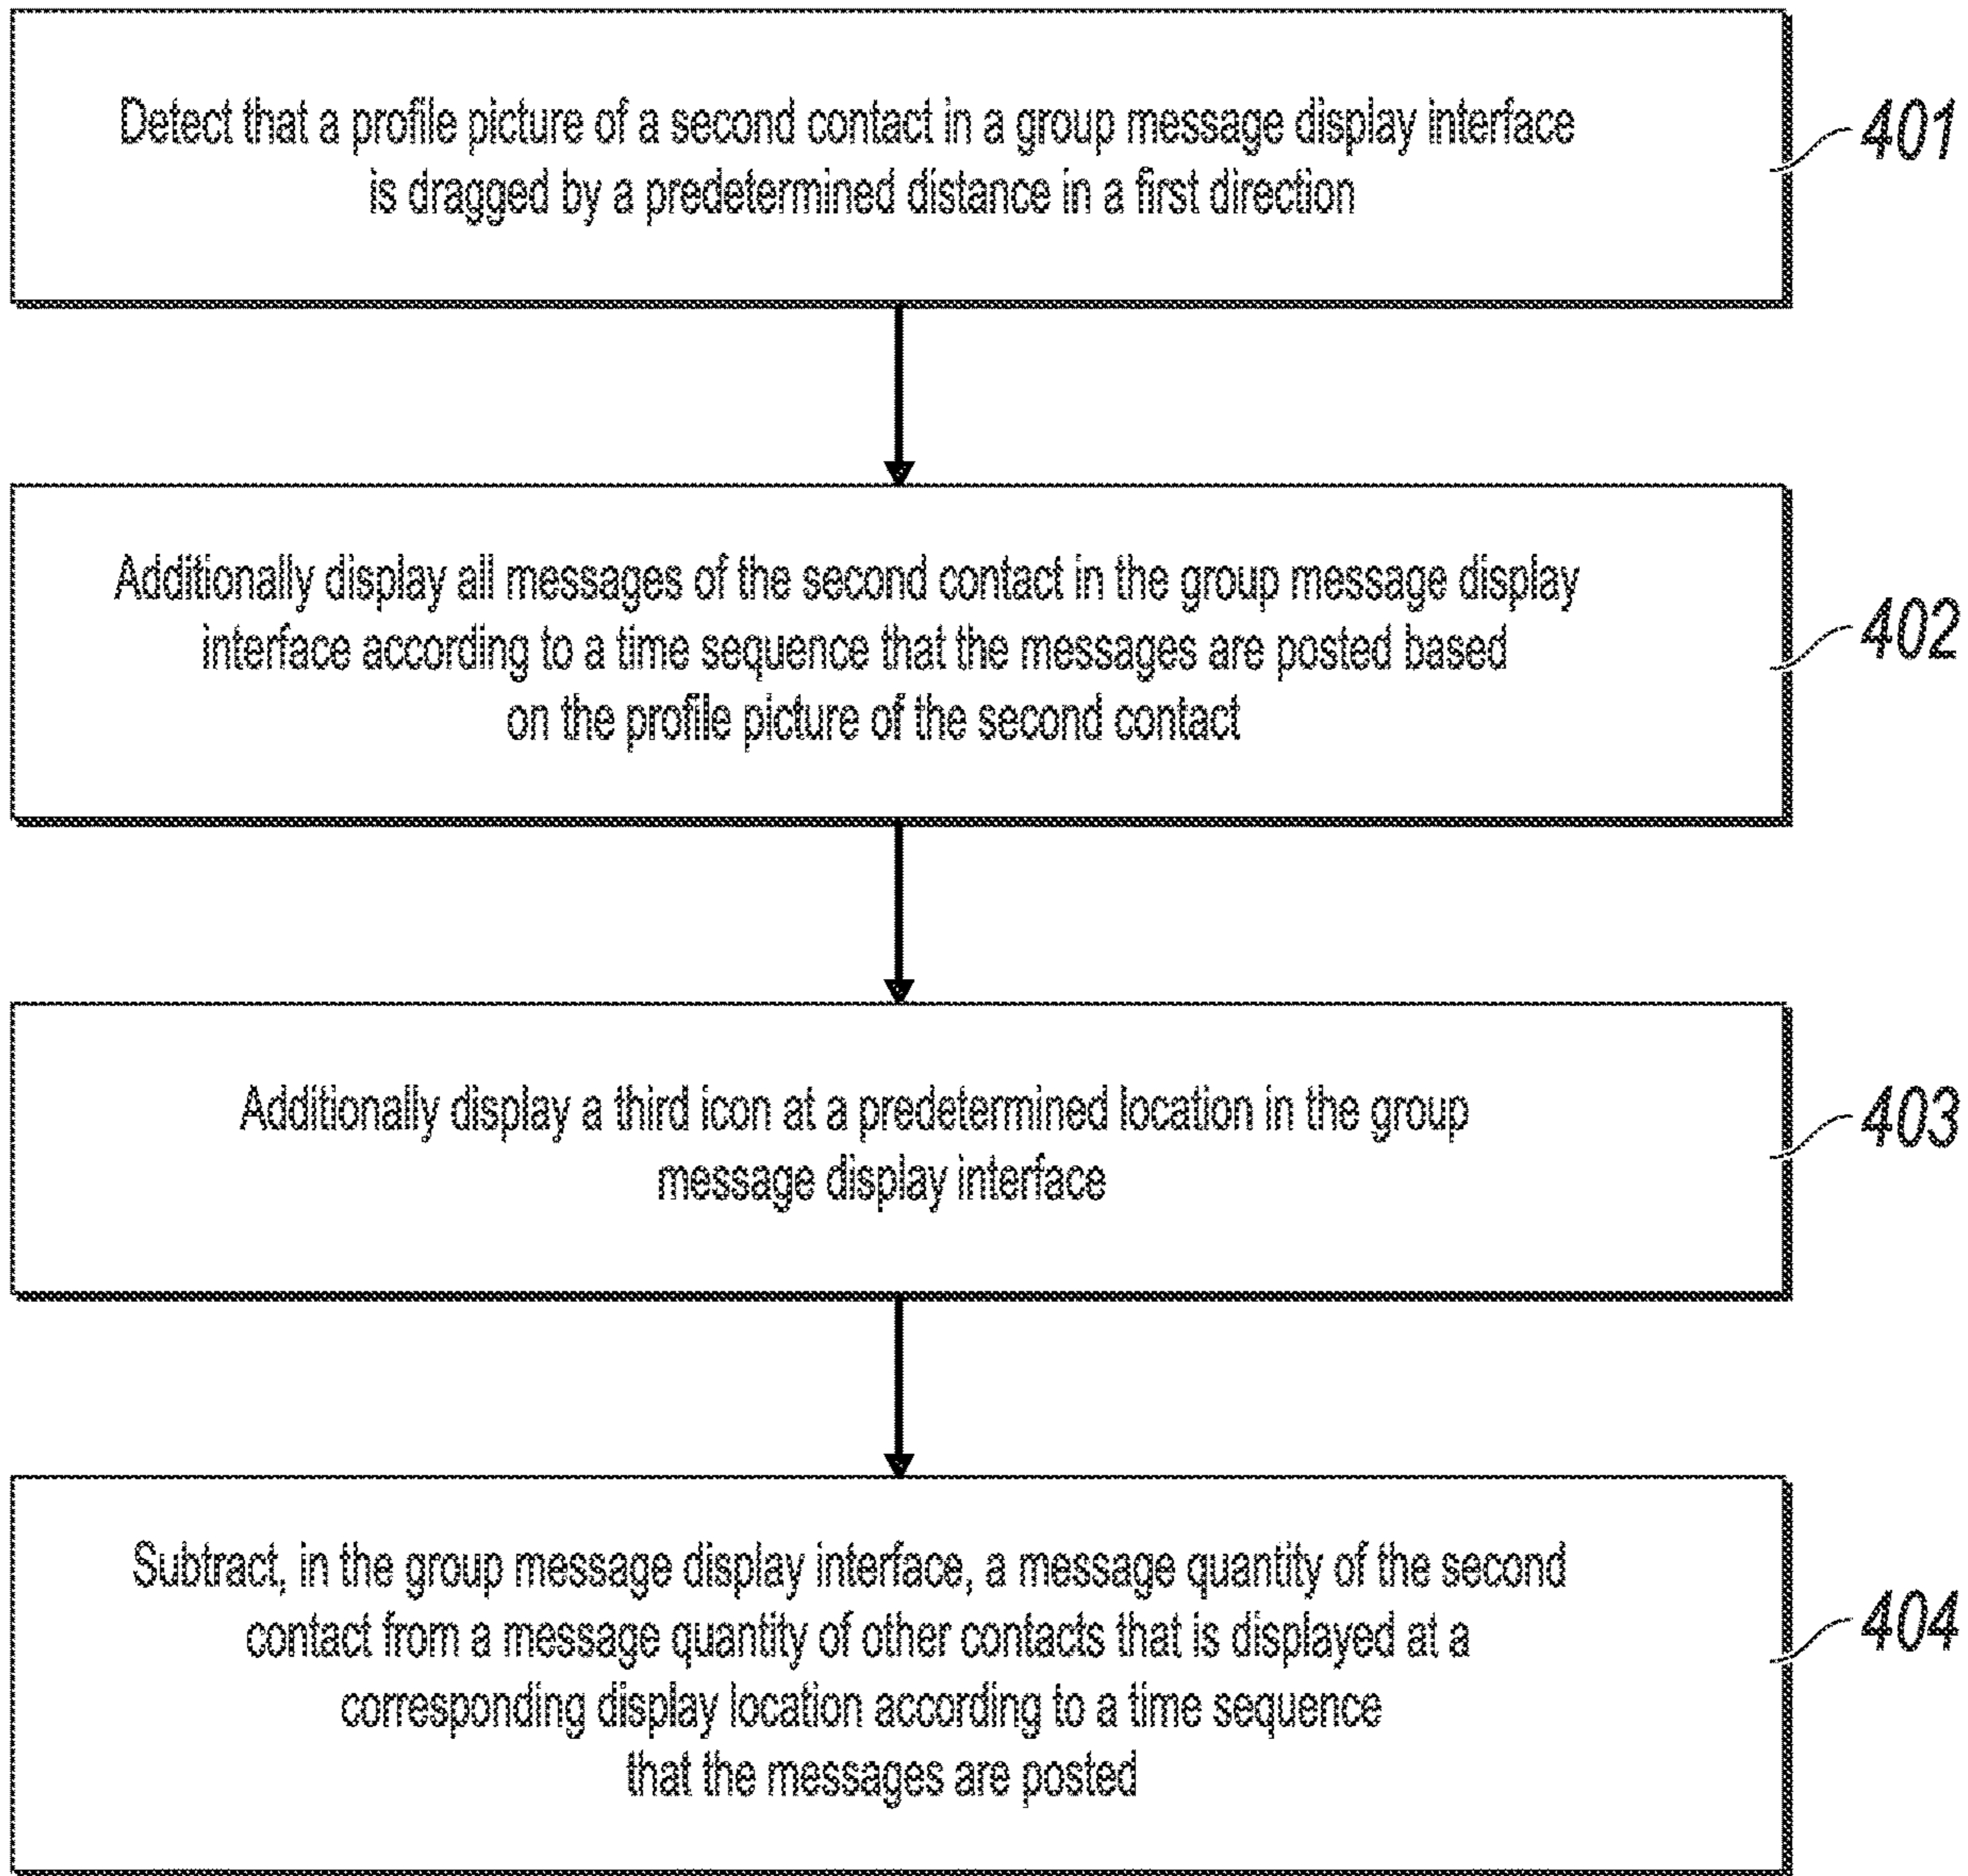 Detect that a profile picture of a second contact in a group message display interface
is dragged by a predetermined distance in a first direction
401
Additionally display all messages of the second contact in the group message display
interface according to a time sequence that the messages are posted based
on the profile picture of the second contact
402
Additionally display a third icon at a predetermined location in the group
message display interface
403
Subtract, in the group message display interface, a message quantity of the second
contact from a message quantity of other contacts that is displayed at a
corresponding display location according to a time sequence
that the messages are posted
404